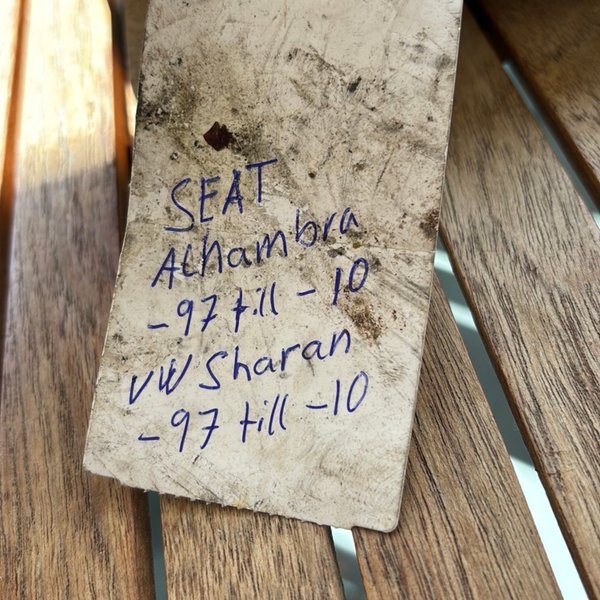 SEAT
Alhambra
-97 till -10
VW Sharan
-97 till -10